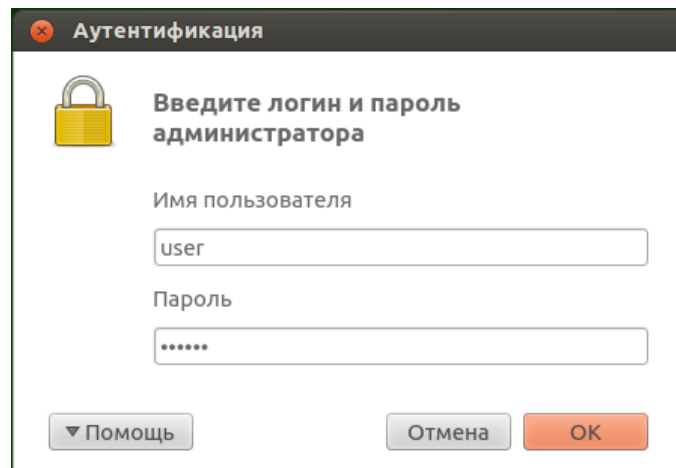 Аутентификация
Введите логин и пароль
администратора
Имя пользователя
user
Пароль
••••••
Помощь
Отмена
OK